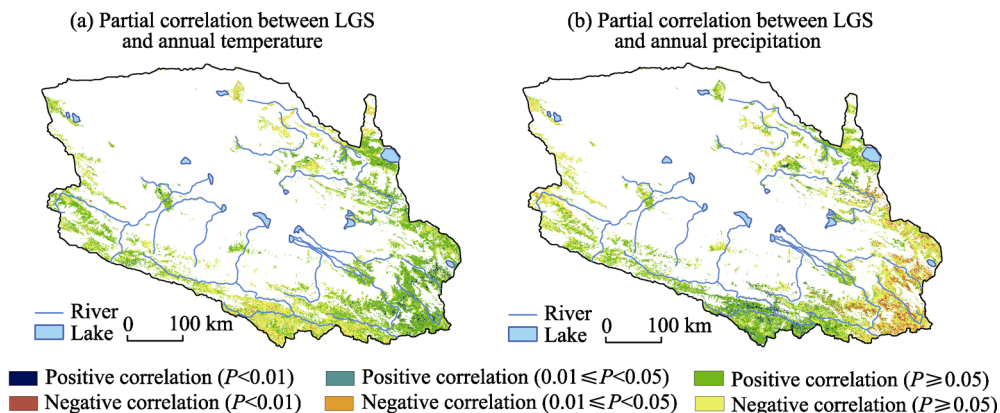 (a) Partial correlation between LGS
and annual temperature
(b) Partial correlation between LGS
and annual precipitation
River
Lake
0 100 km
River
Lake
0 100 km
Positive correlation (P<0.01)
Positive correlation (0.01≤P<0.05)
Positive correlation (P≥0.05)
Negative correlation (P<0.01)
Negative correlation (0.01≤P<0.05)
Negative correlation (P≥0.05)